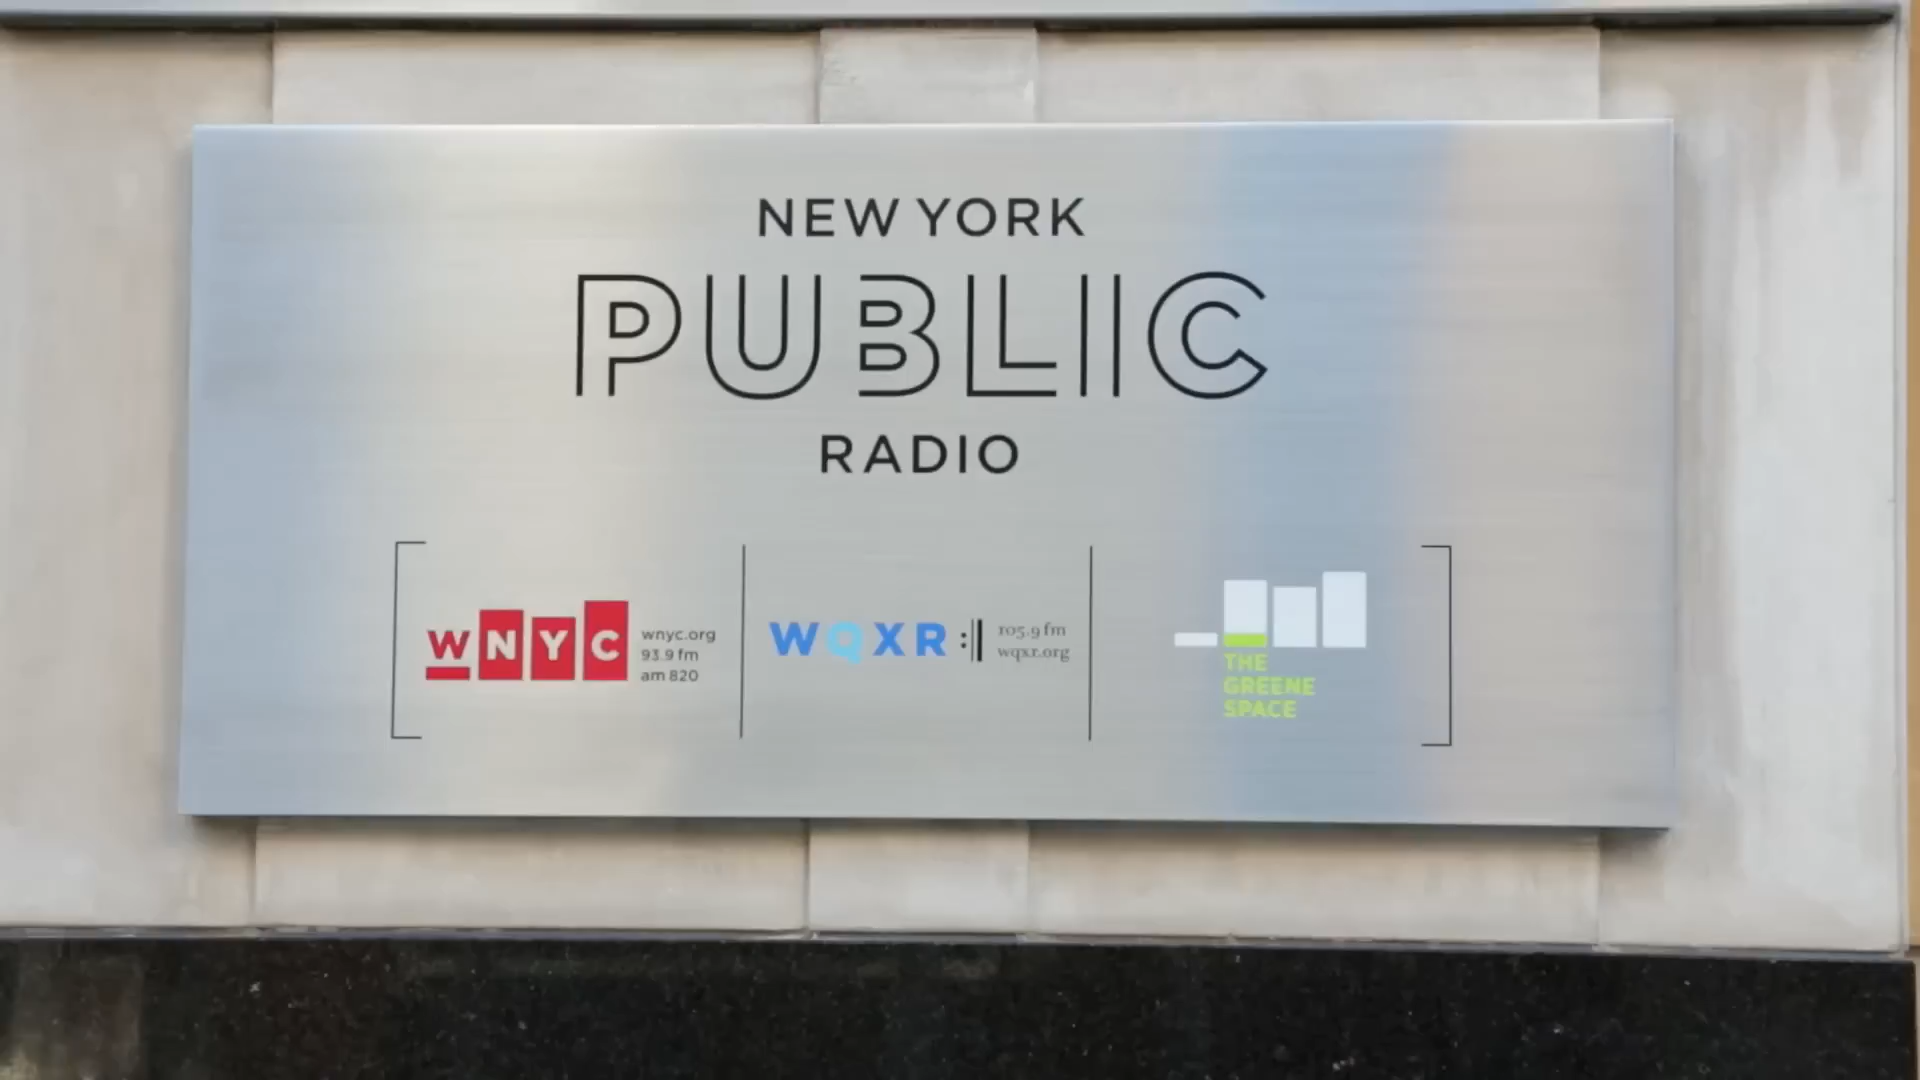 NEW YORK
PUBLIC
RADIO
WNYC
wnyc.org
93.9 fm
am 820
WQXR
105.9 fm
wqxr.org
THE
GREENE
SPACE